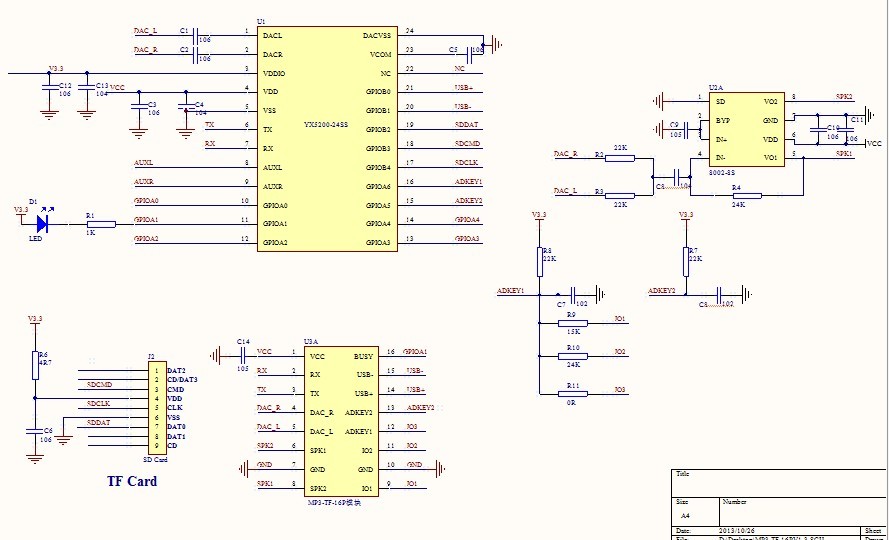 U1
DAC_L C1 106 1 DACL DACVSS 24
DAC_R C2 106 2 DACR VCOM 23 C5 106
V3.3 3 VDDIO NC 22 NC
C12 106 C13 104 VCC 4 VDD GPIOB0 21 USB+
C3 106 C4 104 5 VSS GPIOB1 20 USB-
TX 6 TX YX5200-24SS GPIOB2 19 SDDAT
RX 7 RX GPIOB3 18 SDCMD
AUXL 8 AUXL GPIOB4 17 SDCLK
AUXR 9 AUXR GPIOA6 16 ADKEY1
GPIOA0 10 GPIOA0 GPIOA5 15 ADKEY2
V3.3 D1 LED R1 1K GPIOA1 11 GPIOA1 GPIOA4 14 GPIOA4
GPIOA2 12 GPIOA2 GPIOA3 13 GPIOA3
U2A
1 SD VO2 8 SPK2
C9 105 2 BYP GND 7 C10 106 C11 106
3 IN+ VDD 6 VCC
4 IN- VO1 5 SPK1
8002-8S
DAC_R R2 22K
C8 104
DAC_L R3 22K
R4 24K
V3.3
R8 22K
ADKEY1 C7 102
R9 15K IO1
R10 24K IO2
R11 0R IO3
V3.3
R7 22K
ADKEY2 C8 102
V3.3
R6 4R7
C6 106
J2
1 DAT2
2 CD/DAT3
SDCMD 3 CMD
4 VDD
SDCLK 5 CLK
6 VSS
SDDAT 7 DAT0
8 DAT1
9 CD
SD Card
TF Card
C14 105
U3A
VCC 1 VCC BUSY 16 GPIOA1
RX 2 RX USB- 15 USB-
TX 3 TX USB+ 14 USB+
DAC_R 4 DAC_R ADKEY2 13 ADKEY2
DAC_L 5 DAC_L ADKEY1 12 IO3
SPK2 6 SPK1 IO2 11 IO2
GND 7 GND GND 10 GND
SPK1 8 SPK2 IO1 9 IO1
MP3-TF-16P模块
Title
Size Number
A4
Date: 2013/10/26 Sheet
File: